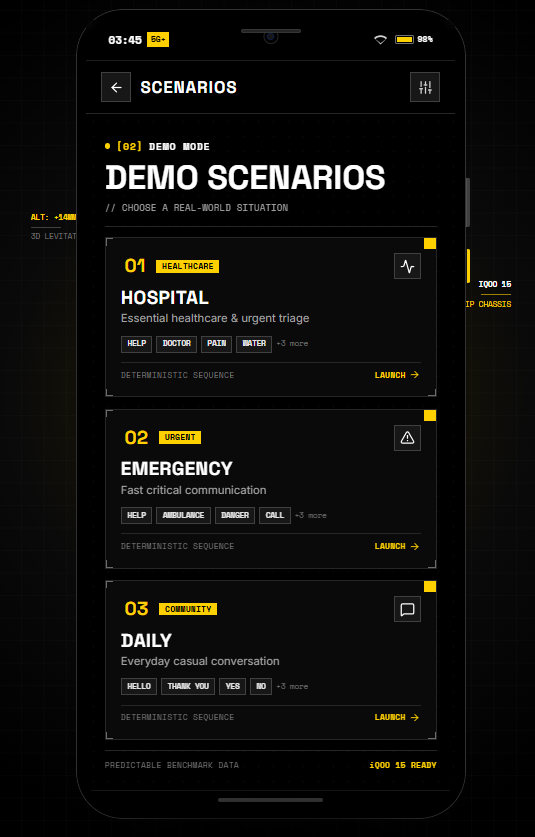 03:45 5G+ 98%
SCENARIOS
[02] DEMO MODE
DEMO SCENARIOS
// CHOOSE A REAL-WORLD SITUATION
ALT: +14MM
3D LEVITAT
iQOO 15
IP CHASSIS
01 HEALTHCARE
HOSPITAL
Essential healthcare & urgent triage
HELP DOCTOR PAIN WATER +3 more
DETERMINISTIC SEQUENCE LAUNCH →
02 URGENT
EMERGENCY
Fast critical communication
HELP AMBULANCE DANGER CALL +3 more
DETERMINISTIC SEQUENCE LAUNCH →
03 COMMUNITY
DAILY
Everyday casual conversation
HELLO THANK YOU YES NO +3 more
DETERMINISTIC SEQUENCE LAUNCH →
PREDICTABLE BENCHMARK DATA iQOO 15 READY